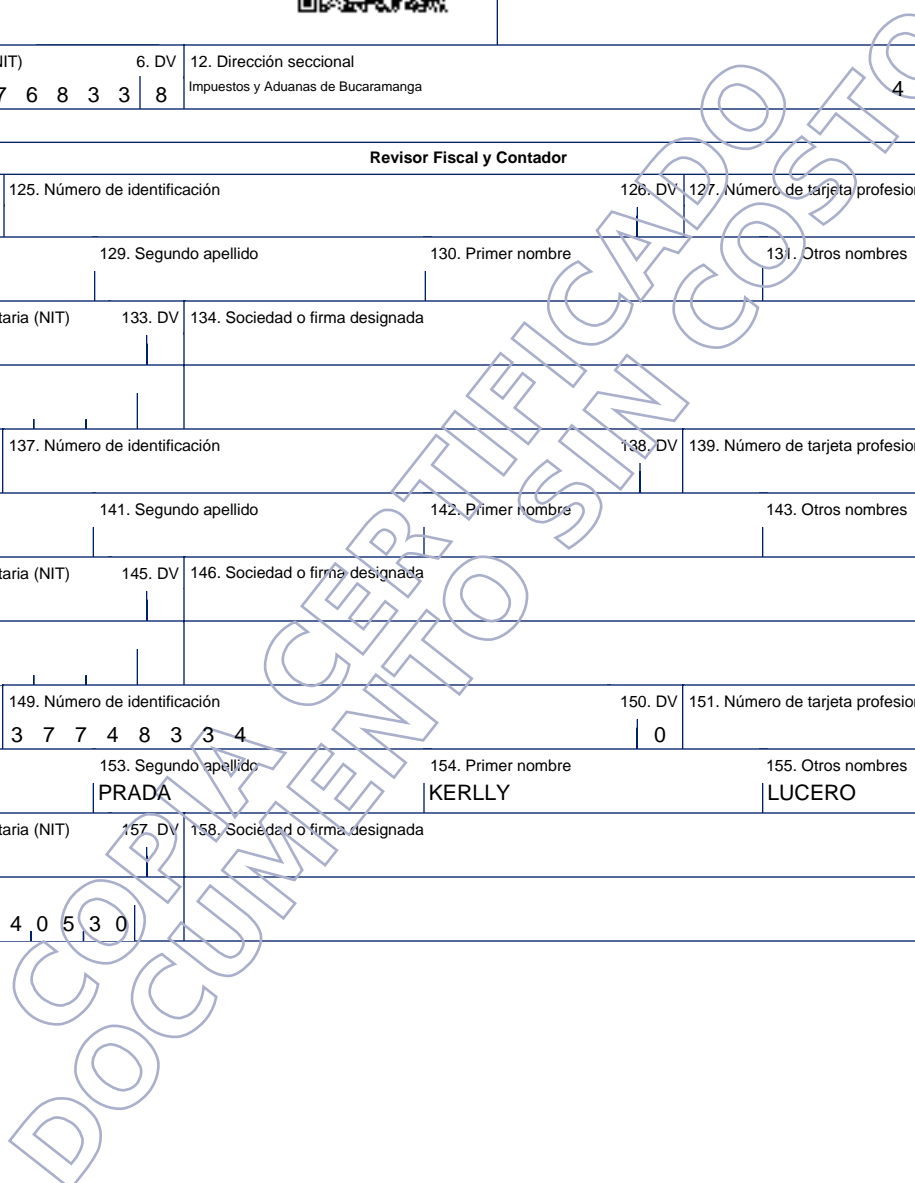 NIT) 6. DV 12. Dirección seccional
7 6 8 3 3 8 Impuestos y Aduanas de Bucaramanga 4
Revisor Fiscal y Contador
125. Número de identificación 126. DV 127. Número de tarjeta profesion
129. Segundo apellido 130. Primer nombre 131. Otros nombres
taria (NIT) 133. DV 134. Sociedad o firma designada
137. Número de identificación 138. DV 139. Número de tarjeta profesion
141. Segundo apellido 142. Primer nombre 143. Otros nombres
taria (NIT) 145. DV 146. Sociedad o firma designada
149. Número de identificación 150. DV 151. Número de tarjeta profesion
3 7 7 4 8 3 3 4 0
153. Segundo apellido 154. Primer nombre 155. Otros nombres
PRADA KERLLY LUCERO
taria (NIT) 157. DV 158. Sociedad o firma designada
4 0 5 3 0
COPIA CERTIFICADO
DOCUMENTO SIN COSTO